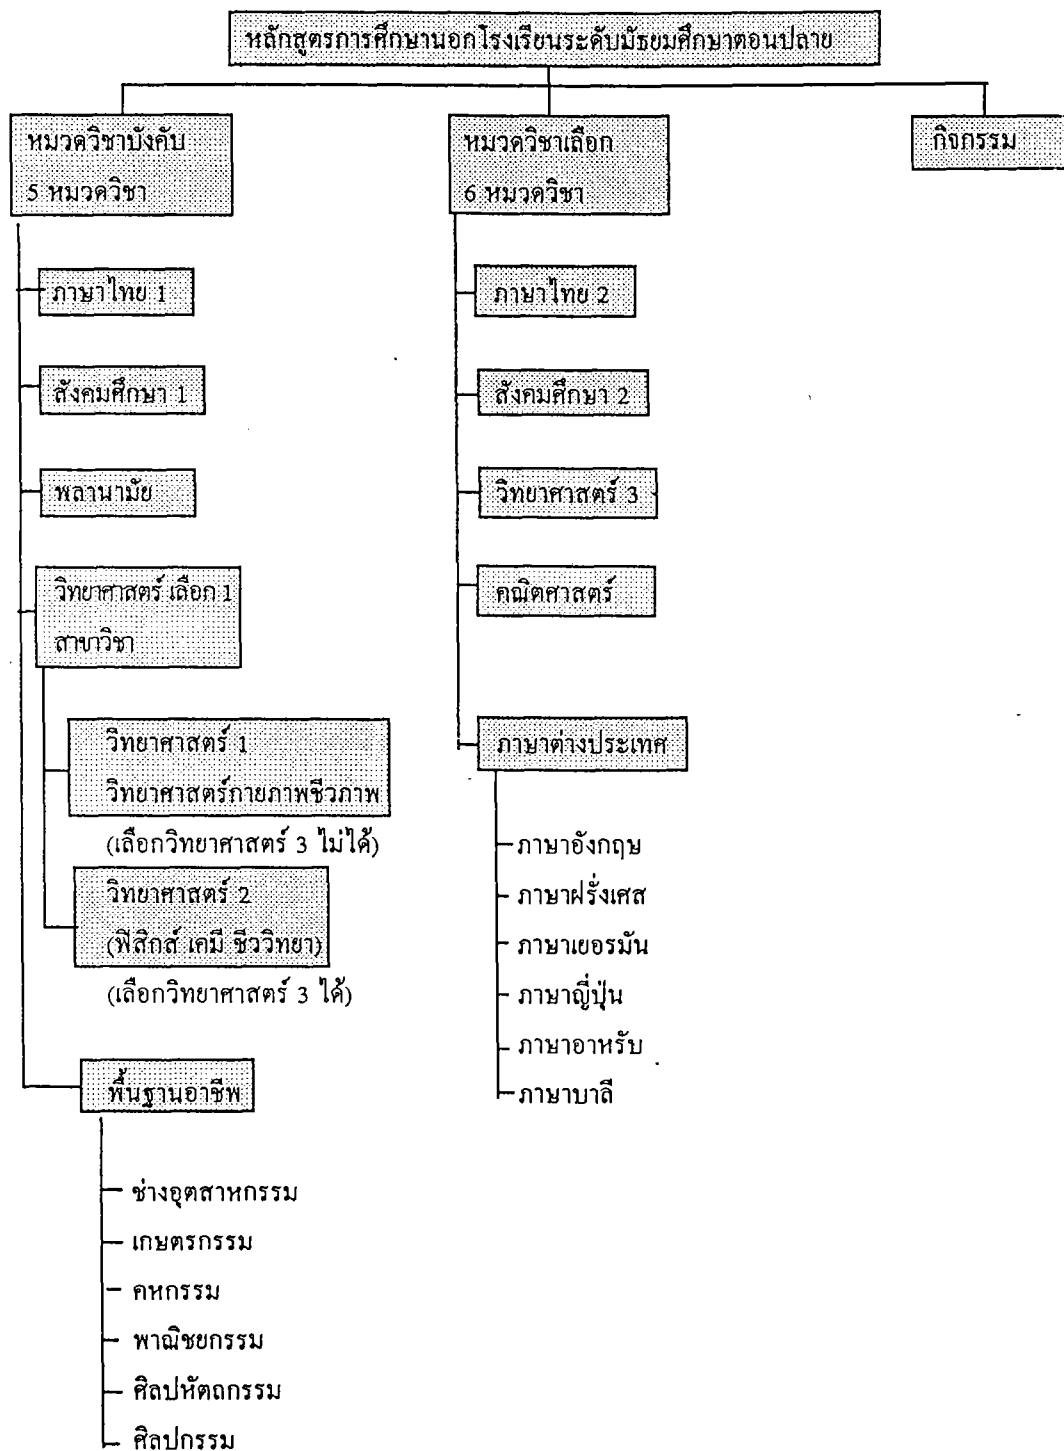 หลักสูตรการศึกษานอกโรงเรียนระดับมัธยมศึกษาตอนปลาย
หมวดวิชาบังคับ
5 หมวดวิชา
ภาษาไทย 1
สังคมศึกษา 1
พลานามัย
วิทยาศาสตร์ เลือก 1
สาขาวิชา
วิทยาศาสตร์ 1
วิทยาศาสตร์กายภาพชีวภาพ
(เลือกวิทยาศาสตร์ 3 ไม่ได้)
วิทยาศาสตร์ 2
(ฟิสิกส์ เคมี ชีววิทยา)
(เลือกวิทยาศาสตร์ 3 ได้)
พื้นฐานอาชีพ
ช่างอุตสาหกรรม
เกษตรกรรม
คหกรรม
พาณิชยกรรม
ศิลปหัตถกรรม
ศิลปกรรม
หมวดวิชาเลือก
6 หมวดวิชา
ภาษาไทย 2
สังคมศึกษา 2
วิทยาศาสตร์ 3
คณิตศาสตร์
ภาษาต่างประเทศ
ภาษาอังกฤษ
ภาษาฝรั่งเศส
ภาษาเยอรมัน
ภาษาญี่ปุ่น
ภาษาอาหรับ
ภาษาบาลี
กิจกรรม